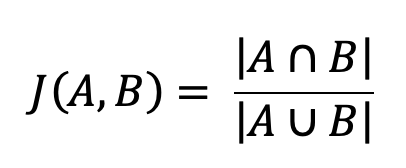 J(A, B) = |A ∩ B| / |A ∪ B|